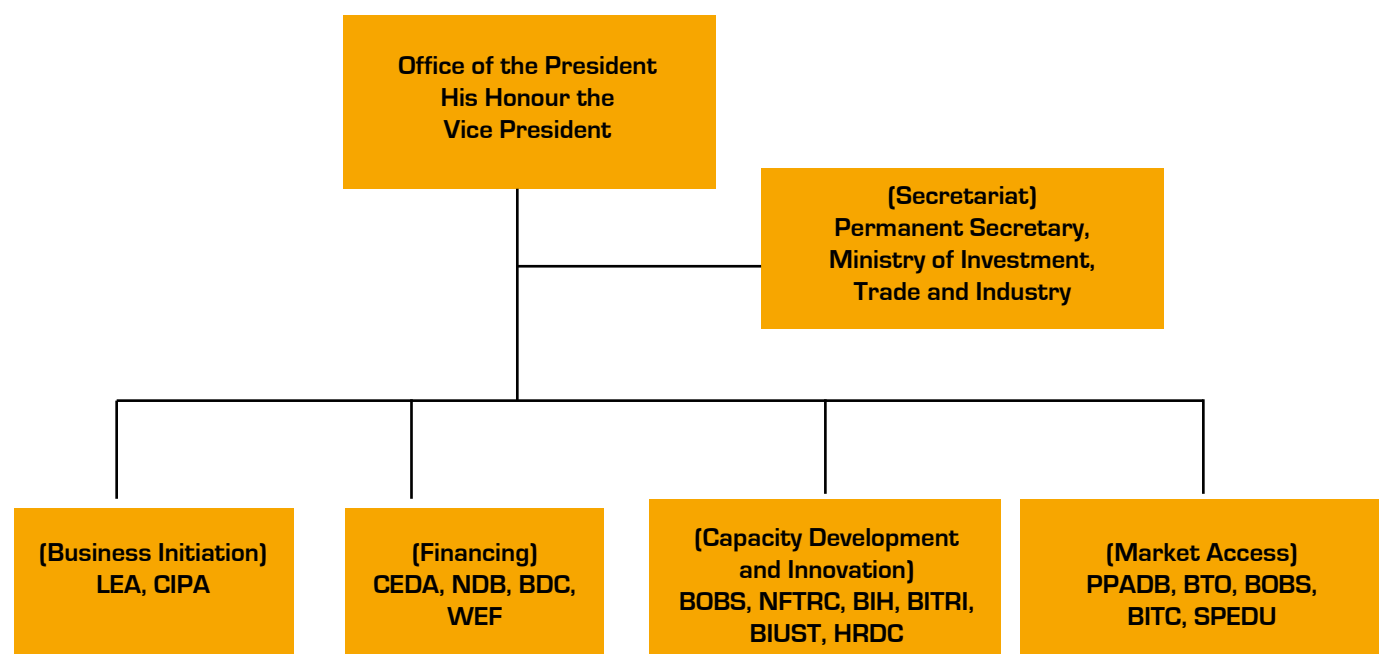 Office of the President
His Honour the
Vice President
(Secretariat)
Permanent Secretary,
Ministry of Investment,
Trade and Industry
(Business Initiation)
LEA, CIPA
(Financing)
CEDA, NDB, BDC,
WEF
(Capacity Development
and Innovation)
BOBS, NFTRC, BIH, BITRI,
BIUST, HRDC
(Market Access)
PPADB, BTO, BOBS,
BITC, SPEDU